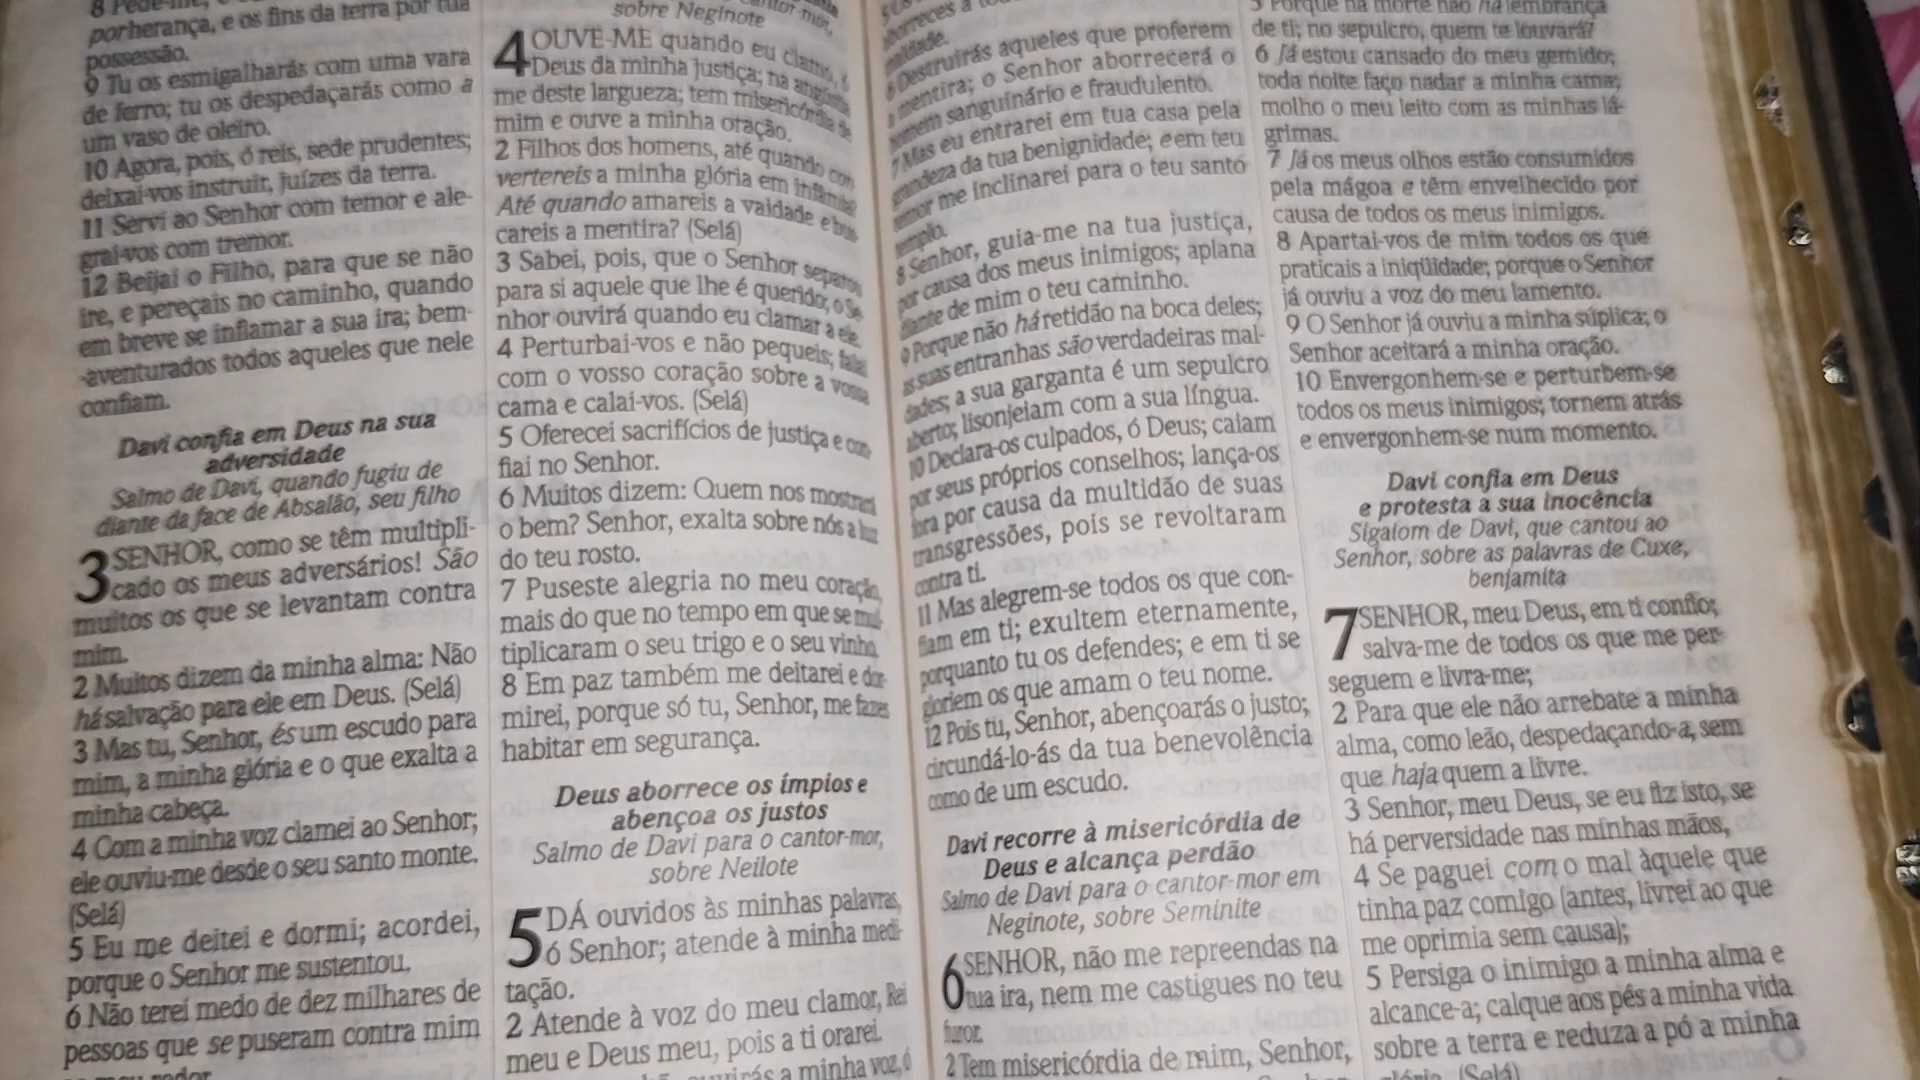 8 Pede-me, e
porherança, e os fins da terra por tua
possessão.
9 Tu os esmigalharás com uma vara
de ferro; tu os despedaçarás como a
um vaso de oleiro.
10 Agora, pois, ó reis, sede prudentes;
deixai-vos instruir, juízes da terra.
11 Servi ao Senhor com temor e ale-
grai-vos com tremor.
12 Beijai o Filho, para que se não
ire, e pereçais no caminho, quando
em breve se inflamar a sua ira; bem-
-aventurados todos aqueles que nele
confiam.
Davi confia em Deus na sua
adversidade
Salmo de Davi, quando fugiu de
diante da face de Absalão, seu filho
3 SENHOR, como se têm multipli-
cado os meus adversários! São
muitos os que se levantam contra
mim.
2 Muitos dizem da minha alma: Não
há salvação para ele em Deus. (Selá)
3 Mas tu, Senhor, és um escudo para
mim, a minha glória e o que exalta a
minha cabeça.
4 Com a minha voz clamei ao Senhor;
ele ouviu-me desde o seu santo monte.
(Selá)
5 Eu me deitei e dormi; acordei,
porque o Senhor me sustentou.
6 Não terei medo de dez milhares de
pessoas que se puseram contra mim
sobre Neginote
4 OUVE-ME quando eu clamo, ó
Deus da minha justiça; na angústia
me deste largueza; tem misericórdia de
mim e ouve a minha oração.
2 Filhos dos homens, até quando con-
vertereis a minha glória em infâmia?
Até quando amareis a vaidade e bus-
careis a mentira? (Selá)
3 Sabei, pois, que o Senhor separou
para si aquele que lhe é querido; o Se-
nhor ouvirá quando eu clamar a ele.
4 Perturbai-vos e não pequeis; falai
com o vosso coração sobre a vossa
cama e calai-vos. (Selá)
5 Oferecei sacrifícios de justiça e con-
fiai no Senhor.
6 Muitos dizem: Quem nos mostrará
o bem? Senhor, exalta sobre nós a luz
do teu rosto.
7 Puseste alegria no meu coração,
mais do que no tempo em que se mul-
tiplicaram o seu trigo e o seu vinho.
8 Em paz também me deitarei e dor-
mirei, porque só tu, Senhor, me fazes
habitar em segurança.
Deus aborrece os ímpios e
abençoa os justos
Salmo de Davi para o cantor-mor,
sobre Neilote
5 DÁ ouvidos às minhas palavras,
ó Senhor; atende à minha medi-
tação.
2 Atende à voz do meu clamor, Rei
meu e Deus meu, pois a ti orarei.
a minha voz, ó
6 Destruirás aqueles que proferem
a mentira; o Senhor aborrecerá o
homem sanguinário e fraudulento.
7 Mas eu entrarei em tua casa pela
grandeza da tua benignidade; e em teu
temor me inclinarei para o teu santo
templo.
8 Senhor, guia-me na tua justiça,
por causa dos meus inimigos; aplana
diante de mim o teu caminho.
9 Porque não há retidão na boca deles;
as suas entranhas são verdadeiras mal-
dades; a sua garganta é um sepulcro
aberto; lisonjeiam com a sua língua.
10 Declara-os culpados, ó Deus; caiam
por seus próprios conselhos; lança-os
fora por causa da multidão de suas
transgressões, pois se revoltaram
contra ti.
11 Mas alegrem-se todos os que con-
fiam em ti; exultem eternamente,
porquanto tu os defendes; e em ti se
gloriem os que amam o teu nome.
12 Pois tu, Senhor, abençoarás o justo;
circundá-lo-ás da tua benevolência
como de um escudo.
Davi recorre à misericórdia de
Deus e alcança perdão
Salmo de Davi para o cantor-mor em
Neginote, sobre Seminite
6 SENHOR, não me repreendas na
tua ira, nem me castigues no teu
furor.
2 Tem misericórdia de mim, Senhor,
5 Porque na morte não há lembrança
de ti; no sepulcro, quem te louvará?
6 Já estou cansado do meu gemido;
toda noite faço nadar a minha cama;
molho o meu leito com as minhas lá-
grimas.
7 Já os meus olhos estão consumidos
pela mágoa e têm envelhecido por
causa de todos os meus inimigos.
8 Apartai-vos de mim todos os que
praticais a iniqüidade; porque o Senhor
já ouviu a voz do meu lamento.
9 O Senhor já ouviu a minha súplica; o
Senhor aceitará a minha oração.
10 Envergonhem-se e perturbem-se
todos os meus inimigos; tornem atrás
e envergonhem-se num momento.
Davi confia em Deus
e protesta a sua inocência
Sigaiom de Davi, que cantou ao
Senhor, sobre as palavras de Cuxe,
benjamita
7 SENHOR, meu Deus, em ti confio;
salva-me de todos os que me per-
seguem e livra-me;
2 Para que ele não arrebate a minha
alma, como leão, despedaçando-a, sem
que haja quem a livre.
3 Senhor, meu Deus, se eu fiz isto, se
há perversidade nas minhas mãos,
4 Se paguei com o mal àquele que
tinha paz comigo (antes, livrei ao que
me oprimia sem causa);
5 Persiga o inimigo a minha alma e
alcance-a; calque aos pés a minha vida
sobre a terra e reduza a pó a minha
(Selá)